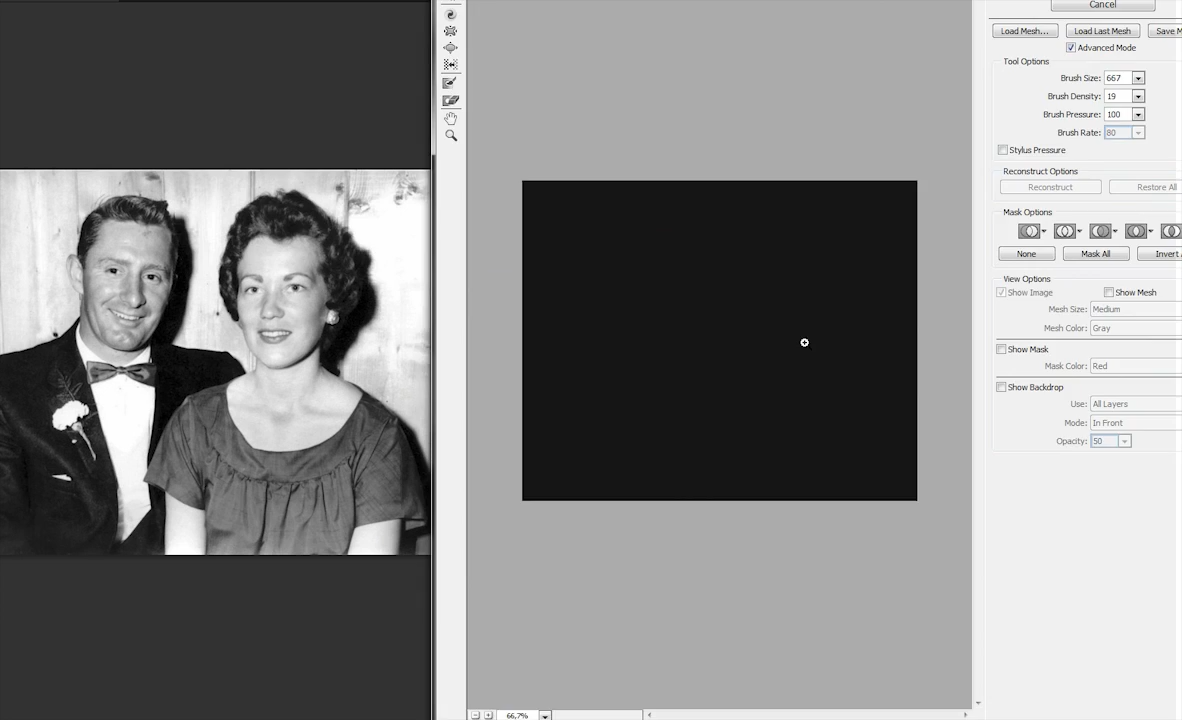 Cancel
Load Mesh... Load Last Mesh Save M
Advanced Mode
Tool Options
Brush Size: 667
Brush Density: 19
Brush Pressure: 100
Brush Rate: 80
Stylus Pressure
Reconstruct Options
Reconstruct Restore All
Mask Options
None Mask All Invert A
View Options
Show Image Show Mesh
Mesh Size: Medium
Mesh Color: Gray
Show Mask
Mask Color: Red
Show Backdrop
Use: All Layers
Mode: In Front
Opacity: 50
66,7%